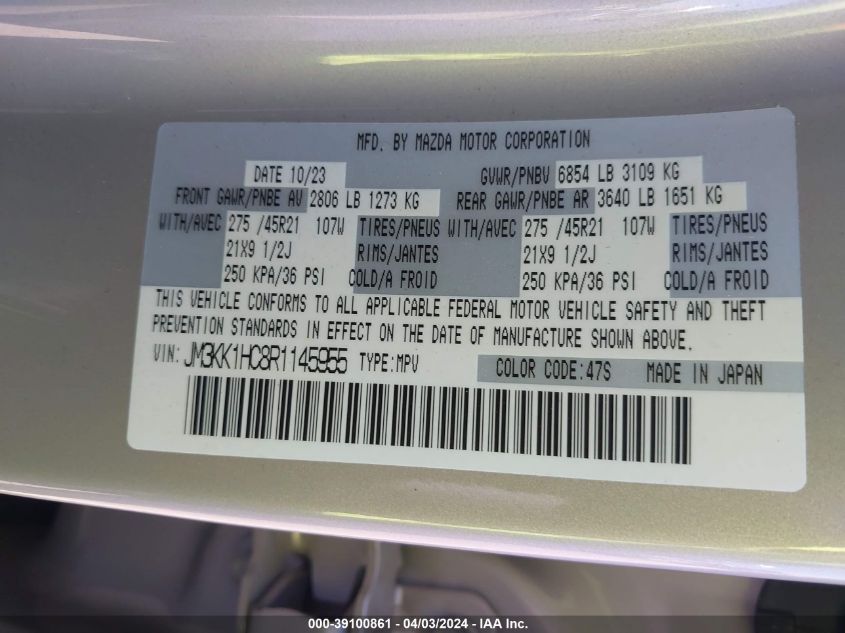 MFD. BY MAZDA MOTOR CORPORATION
DATE 10/23 GVWR/PNBV 6854 LB 3109 KG
FRONT GAWR/PNBE AV 2806 LB 1273 KG REAR GAWR/PNBE AR 3640 LB 1651 KG
WITH/AVEC 275 /45R21 107W TIRES/PNEUS WITH/AVEC 275 /45R21 107W TIRES/PNEUS
21X9 1/2J RIMS/JANTES 21X9 1/2J RIMS/JANTES
250 KPA/36 PSI COLD/A FROID 250 KPA/36 PSI COLD/A FROID
THIS VEHICLE CONFORMS TO ALL APPLICABLE FEDERAL MOTOR VEHICLE SAFETY AND THEFT
PREVENTION STANDARDS IN EFFECT ON THE DATE OF MANUFACTURE SHOWN ABOVE.
VIN: JM3KK1HC8R1145955 TYPE:MPV COLOR CODE:47S MADE IN JAPAN
000-39100861 - 04/03/2024 - IAA Inc.